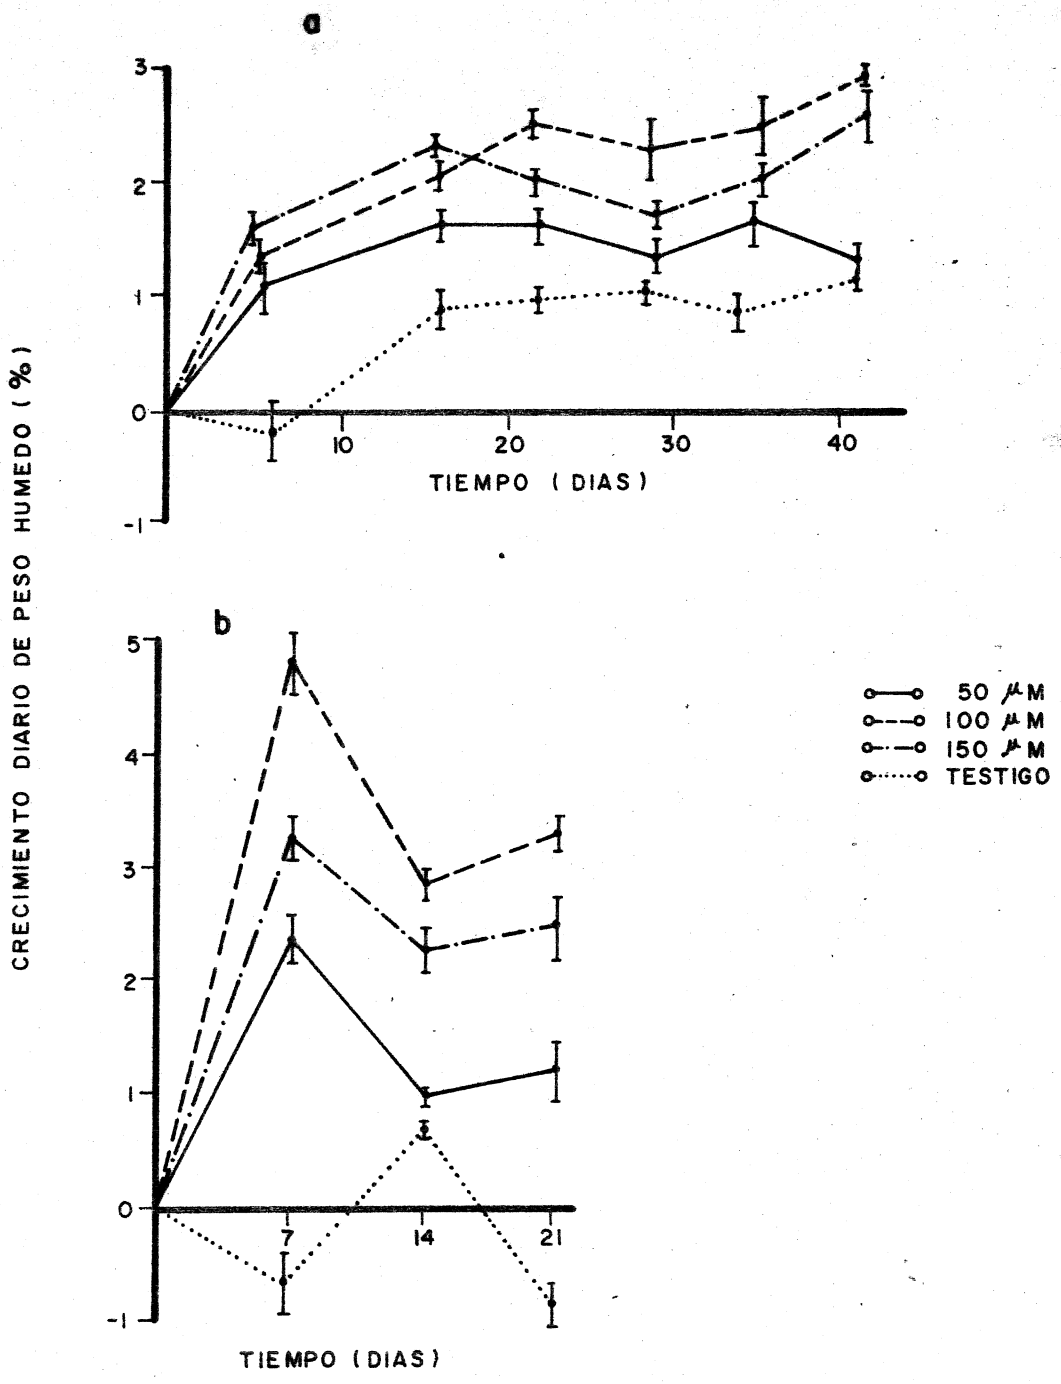 a
3
2
1
0
-1
10 20 30 40
TIEMPO (DIAS)
CRECIMIENTO DIARIO DE PESO HUMEDO (%)
b
5
4
3
2
1
0
-1
7 14 21
TIEMPO (DIAS)
50 μM
100 μM
150 μM
TESTIGO